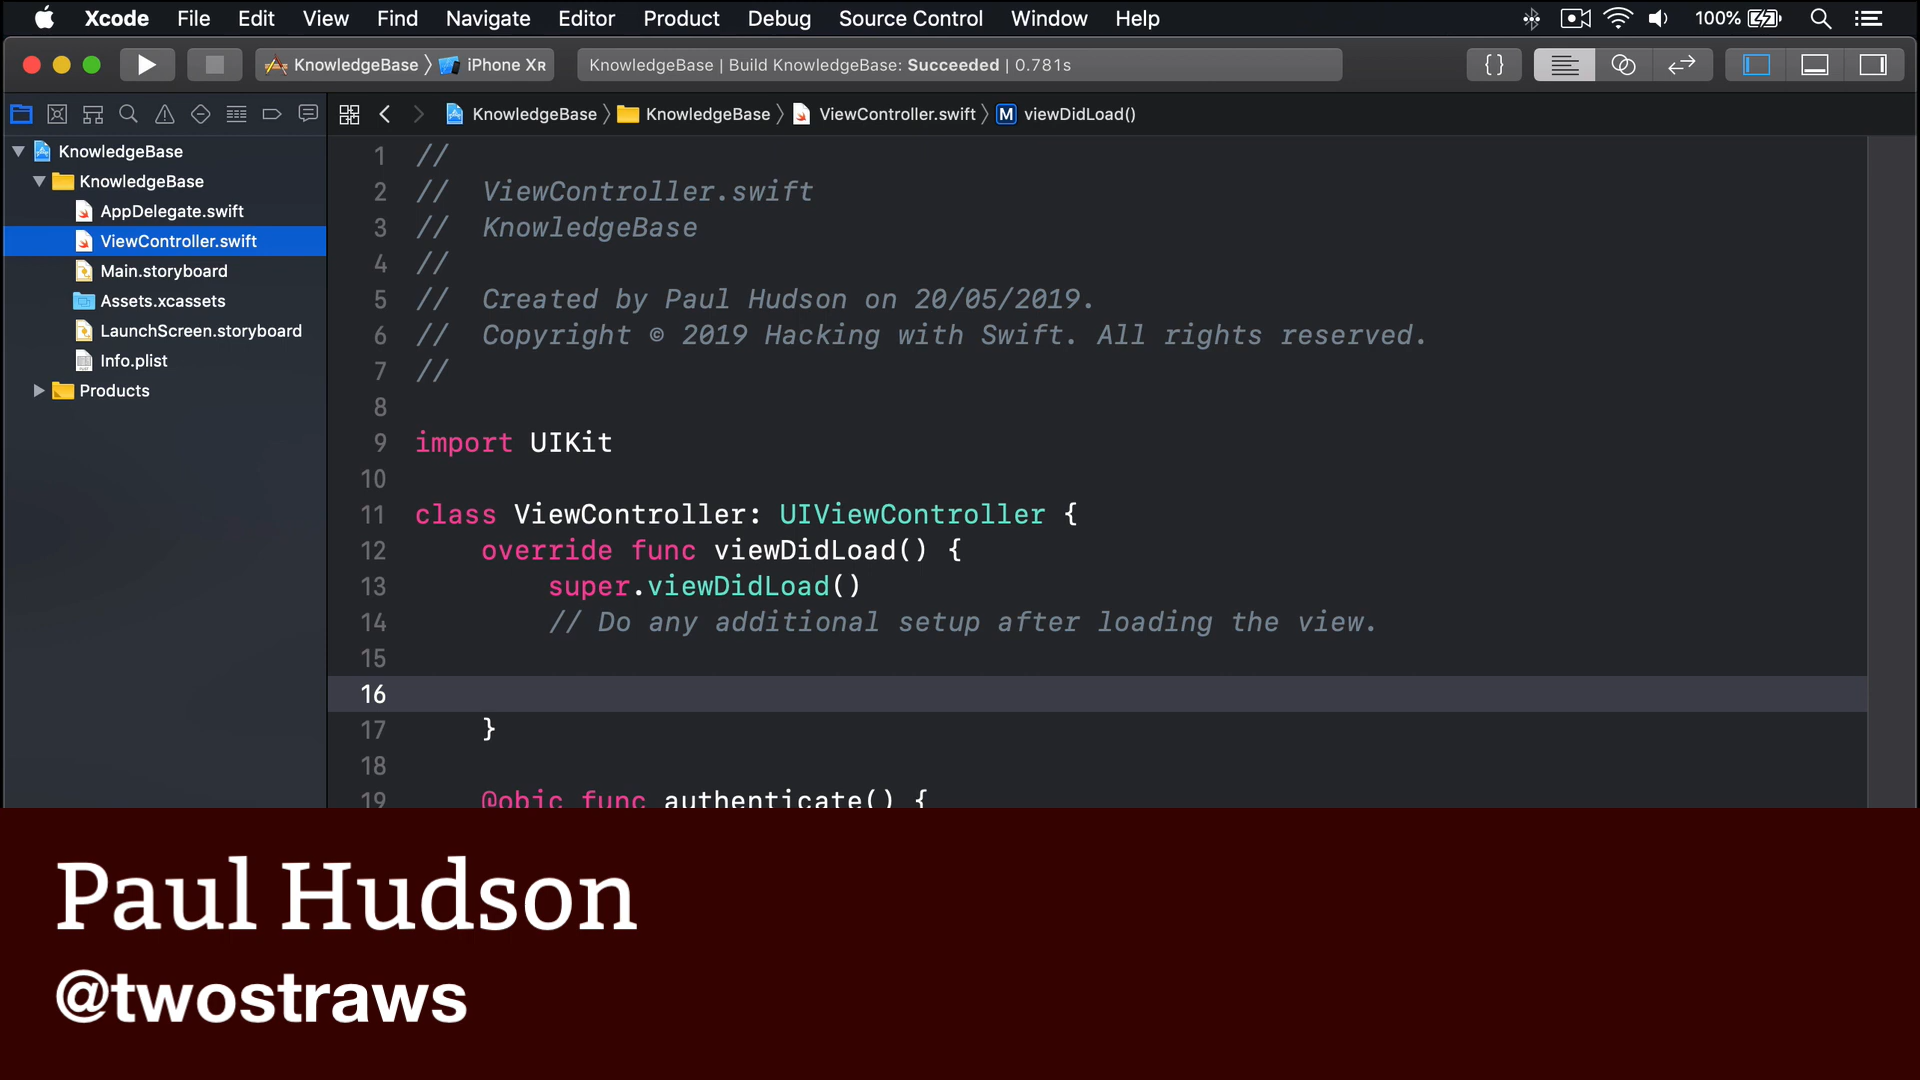 Xcode File Edit View Find Navigate Editor Product Debug Source Control Window Help 100%
KnowledgeBase iPhone XR KnowledgeBase | Build KnowledgeBase: Succeeded | 0.781s {}
KnowledgeBase KnowledgeBase ViewController.swift M viewDidLoad()
KnowledgeBase
KnowledgeBase
AppDelegate.swift
ViewController.swift
Main.storyboard
Assets.xcassets
LaunchScreen.storyboard
Info.plist
Products
1 //
2 //  ViewController.swift
3 //  KnowledgeBase
4 //
5 //  Created by Paul Hudson on 20/05/2019.
6 //  Copyright © 2019 Hacking with Swift. All rights reserved.
7 //
8
9 import UIKit
10
11 class ViewController: UIViewController {
12     override func viewDidLoad() {
13         super.viewDidLoad()
14         // Do any additional setup after loading the view.
15
16
17     }
18
19     @objc func authenticate() {
Paul Hudson
@twostraws